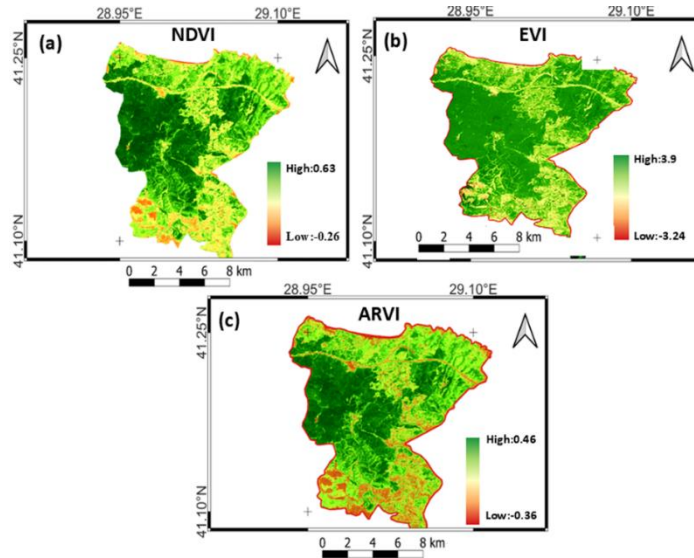 28.95°E 29.10°E
(a) NDVI
41.25°N
High:0.63
Low:-0.26
41.10°N
0 2 4 6 8 km
28.95°E 29.10°E
(b) EVI
41.25°N
High:3.9
Low:-3.24
41.10°N
0 2 4 6 8 km
28.95°E 29.10°E
(c) ARVI
41.25°N
High:0.46
Low:-0.36
41.10°N
0 2 4 6 8 km